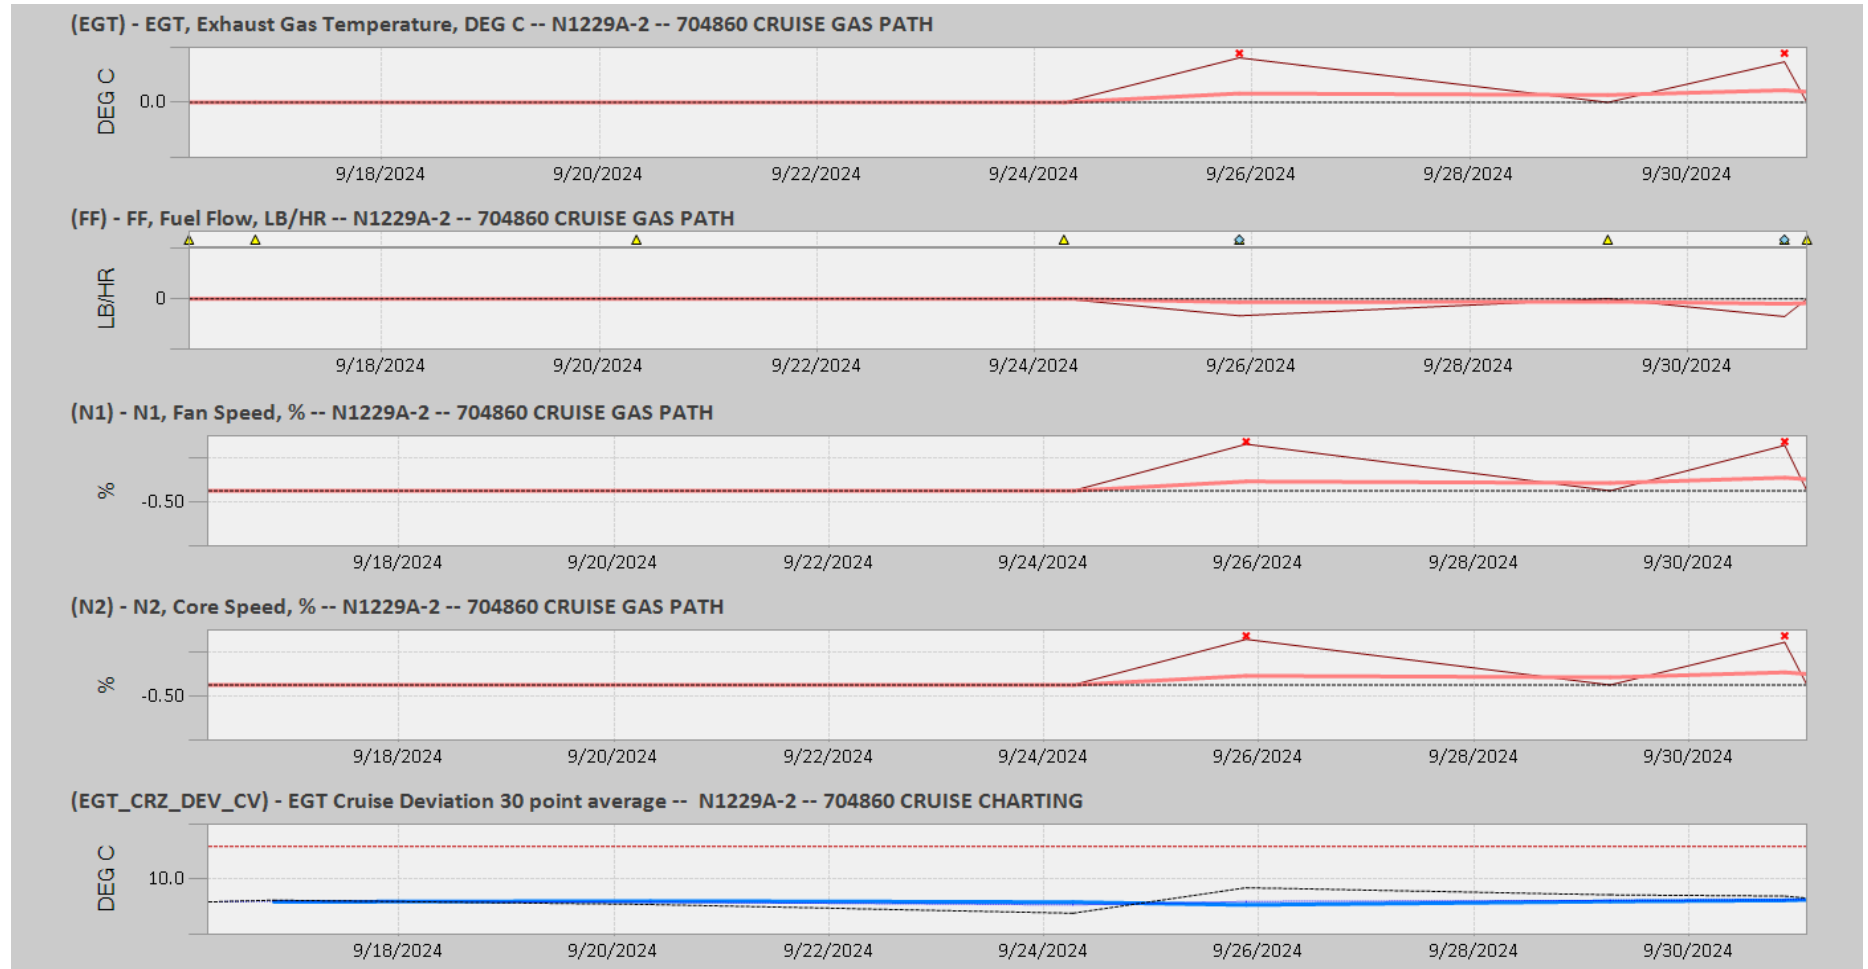 (EGT) - EGT, Exhaust Gas Temperature, DEG C -- N1229A-2 -- 704860 CRUISE GAS PATH
DEG C
0.0
9/18/2024 9/20/2024 9/22/2024 9/24/2024 9/26/2024 9/28/2024 9/30/2024
(FF) - FF, Fuel Flow, LB/HR -- N1229A-2 -- 704860 CRUISE GAS PATH
LB/HR
0
9/18/2024 9/20/2024 9/22/2024 9/24/2024 9/26/2024 9/28/2024 9/30/2024
(N1) - N1, Fan Speed, % -- N1229A-2 -- 704860 CRUISE GAS PATH
%
-0.50
9/18/2024 9/20/2024 9/22/2024 9/24/2024 9/26/2024 9/28/2024 9/30/2024
(N2) - N2, Core Speed, % -- N1229A-2 -- 704860 CRUISE GAS PATH
%
-0.50
9/18/2024 9/20/2024 9/22/2024 9/24/2024 9/26/2024 9/28/2024 9/30/2024
(EGT_CRZ_DEV_CV) - EGT Cruise Deviation 30 point average -- N1229A-2 -- 704860 CRUISE CHARTING
DEG C
10.0
9/18/2024 9/20/2024 9/22/2024 9/24/2024 9/26/2024 9/28/2024 9/30/2024